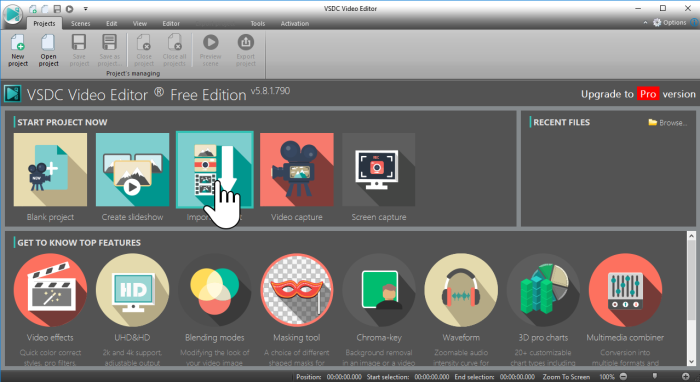 VSDC Video Editor
Projects Scenes Edit View Editor Tools Activation
Options
New project
Open project
Save project
Save as project...
Close project
Close all projects
Preview scene
Export project
Project's managing
VSDC Video Editor ® Free Edition v5.8.1.790
Upgrade to Pro version
START PROJECT NOW
RECENT FILES
Browse...
Blank project
Create slideshow
Video capture
Screen capture
GET TO KNOW TOP FEATURES
HD
Video effects
UHD&HD
Blending modes
Masking tool
Chroma-key
Waveform
3D pro charts
Multimedia combiner
Quick color correct
styles, pro filters,
2k and 4k support,
adjustable output
Modifying the look of
your video image
A choice of different
shaped masks for
Background removal
in an image or a video
Zoomable audio
intensity curve for
20+ customizable
chart types including
Conversion into
multiple formats and
Position: 00:00:00.000 Start selection: 00:00:00.000 End selection: 00:00:00.000 Zoom To Screen 100%